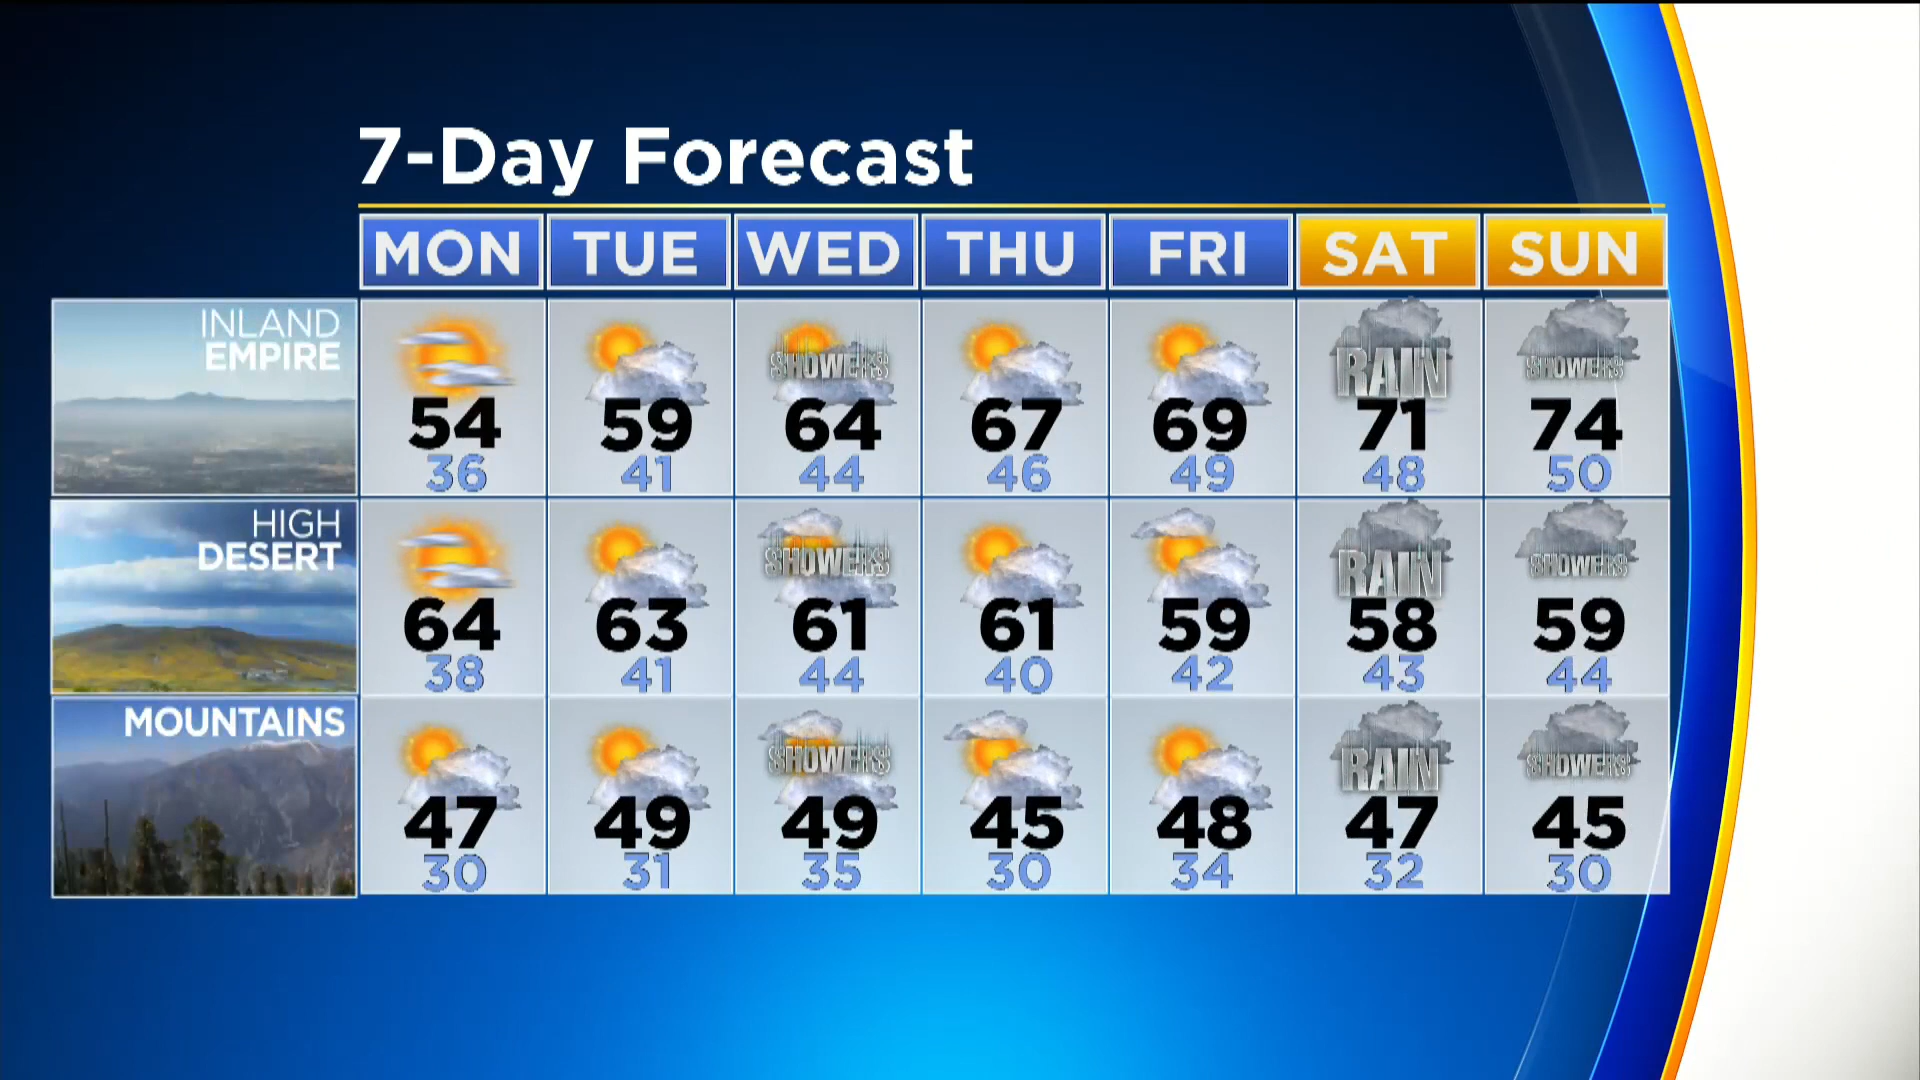 7-Day Forecast
MON TUE WED THU FRI SAT SUN
INLAND
EMPIRE
SHOWERS RAIN SHOWERS
54 59 64 67 69 71 74
36 41 44 46 49 48 50
HIGH
DESERT
SHOWERS RAIN SHOWERS
64 63 61 61 59 58 59
38 41 44 40 42 43 44
MOUNTAINS
SHOWERS RAIN SHOWERS
47 49 49 45 48 47 45
30 31 35 30 34 32 30